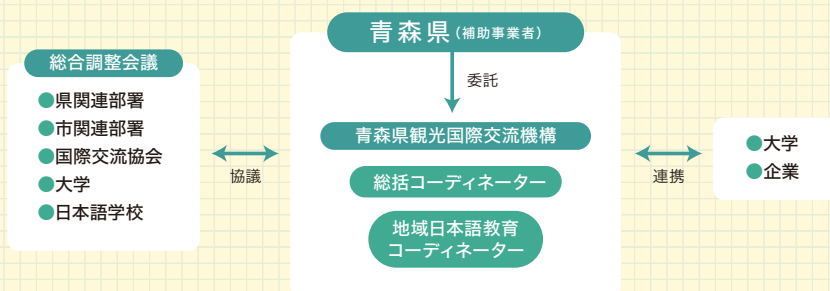 青森県（補助事業者）
委託
総合調整会議
●県関連部署
●市関連部署
●国際交流協会
●大学
●日本語学校
協議
青森県観光国際交流機構
総括コーディネーター
地域日本語教育
コーディネーター
連携
●大学
●企業